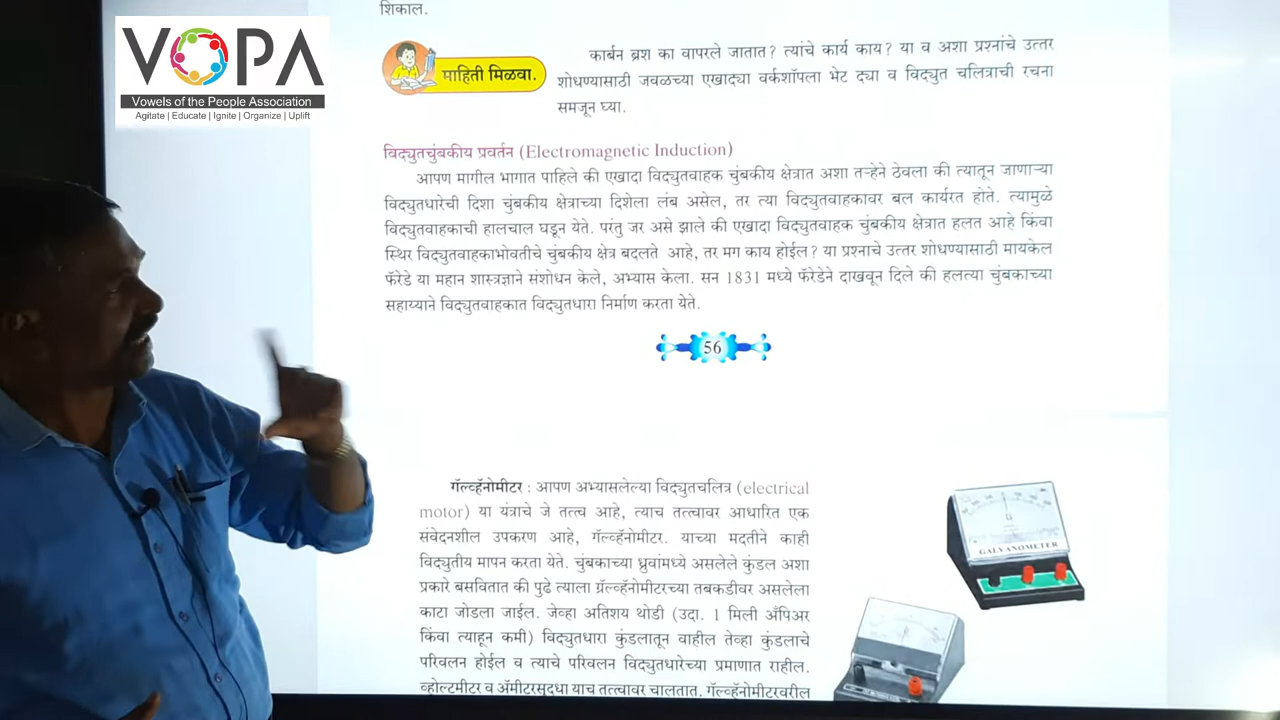 शिकाल.
VOPA
Vowels of the People Association
Agitate | Educate | Ignite | Organize | Uplift
माहिती मिळवा.
कार्बन ब्रश का वापरले जातात? त्यांचे कार्य काय? या व अशा प्रश्नांचे उत्तर
शोधण्यासाठी जवळच्या एखाद्या वर्कशॉपला भेट द्या व विद्युत चलित्राची रचना
समजून घ्या.
विद्युतचुंबकीय प्रवर्तन (Electromagnetic Induction)
आपण मागील भागात पाहिले की एखादा विद्युतवाहक चुंबकीय क्षेत्रात अशा तऱ्हेने ठेवला की त्यातून जाणाऱ्या
विद्युतधारेची दिशा चुंबकीय क्षेत्राच्या दिशेला लंब असेल, तर त्या विद्युतवाहकावर बल कार्यरत होते. त्यामुळे
विद्युतवाहकाची हालचाल घडून येते. परंतु जर असे झाले की एखादा विद्युतवाहक चुंबकीय क्षेत्रात हलत आहे किंवा
स्थिर विद्युतवाहकाभोवतीचे चुंबकीय क्षेत्र बदलते आहे, तर मग काय होईल? या प्रश्नाचे उत्तर शोधण्यासाठी मायकेल
फॅरेडे या महान शास्त्रज्ञाने संशोधन केले, अभ्यास केला. सन 1831 मध्ये फॅरेडेने दाखवून दिले की हलत्या चुंबकाच्या
सहाय्याने विद्युतवाहकात विद्युतधारा निर्माण करता येते.
56
गॅल्व्हॅनोमीटर : आपण अभ्यासलेल्या विद्युतचलित्र (electrical
motor) या यंत्राचे जे तत्त्व आहे, त्याच तत्त्वावर आधारित एक
संवेदनशील उपकरण आहे, गॅल्व्हॅनोमीटर. याच्या मदतीने काही
विद्युतीय मापन करता येते. चुंबकाच्या ध्रुवांमध्ये असलेले कुंडल अशा
प्रकारे बसवितात की पुढे त्याला ग्रॅल्व्हॅनोमीटरच्या तबकडीवर असलेला
काटा जोडला जाईल. जेव्हा अतिशय थोडी (उदा. 1 मिली अँपिअर
किंवा त्याहून कमी) विद्युतधारा कुंडलातून वाहील तेव्हा कुंडलाचे
परिवलन होईल व त्याचे परिवलन विद्युतधारेच्या प्रमाणात राहील.
व्होल्टमीटर व ॲमीटरसुद्धा याच तत्त्वावर चालतात. गॅल्व्हॅनोमीटरवरील
G
GALVANOMETER